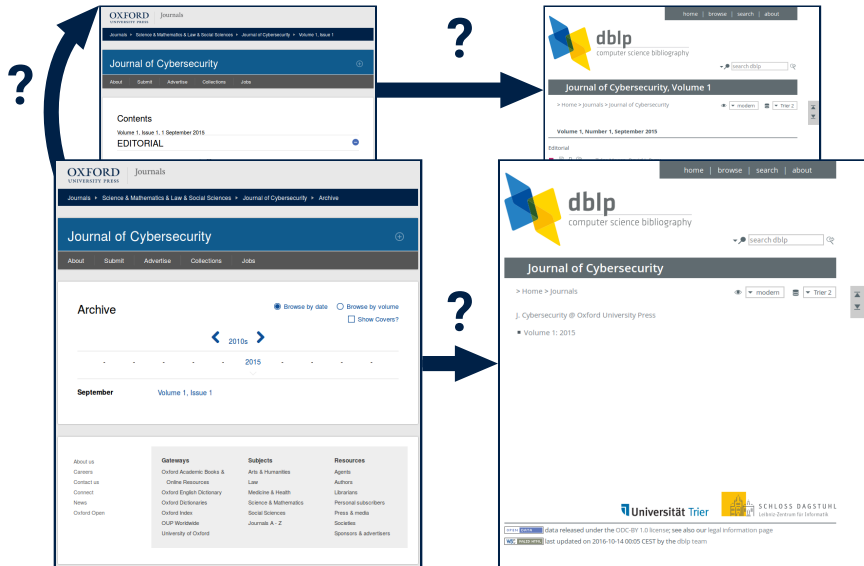 OXFORD
UNIVERSITY PRESS
Journals
Journals Science & Mathematics & Law & Social Sciences Journal of Cybersecurity Volume 1, Issue 1
Journal of Cybersecurity
About Submit Advertise Collections Jobs
Contents
Volume 1, Issue 1, 1 September 2015
EDITORIAL
?
?
home | browse | search | about
dblp
computer science bibliography
search dblp
Journal of Cybersecurity, Volume 1
> Home > Journals > Journal of Cybersecurity
modern Trier 2
Volume 1, Number 1, September 2015
Editorial
OXFORD
UNIVERSITY PRESS
Journals
Journals Science & Mathematics & Law & Social Sciences Journal of Cybersecurity Archive
Journal of Cybersecurity
About Submit Advertise Collections Jobs
Archive
Browse by date Browse by volume
Show Covers?
2010s
- - - - - 2015 - - - -
September Volume 1, Issue 1
About us
Careers
Contact us
Connect
News
Oxford Open
Gateways
Oxford Academic Books &
Online Resources
Oxford English Dictionary
Oxford Dictionaries
Oxford Index
OUP Worldwide
University of Oxford
Subjects
Arts & Humanities
Law
Medicine & Health
Science & Mathematics
Social Sciences
Journals A - Z
Resources
Agents
Authors
Librarians
Personal subscribers
Press & media
Societies
Sponsors & advertisers
?
home | browse | search | about
dblp
computer science bibliography
search dblp
Journal of Cybersecurity
> Home > Journals
modern Trier 2
J. Cybersecurity @ Oxford University Press
Volume 1: 2015
Universität Trier
SCHLOSS DAGSTUHL
Leibniz-Zentrum für Informatik
data released under the ODC-BY 1.0 license; see also our legal information page
W3C last updated on 2016-10-14 00:05 CEST by the dblp team